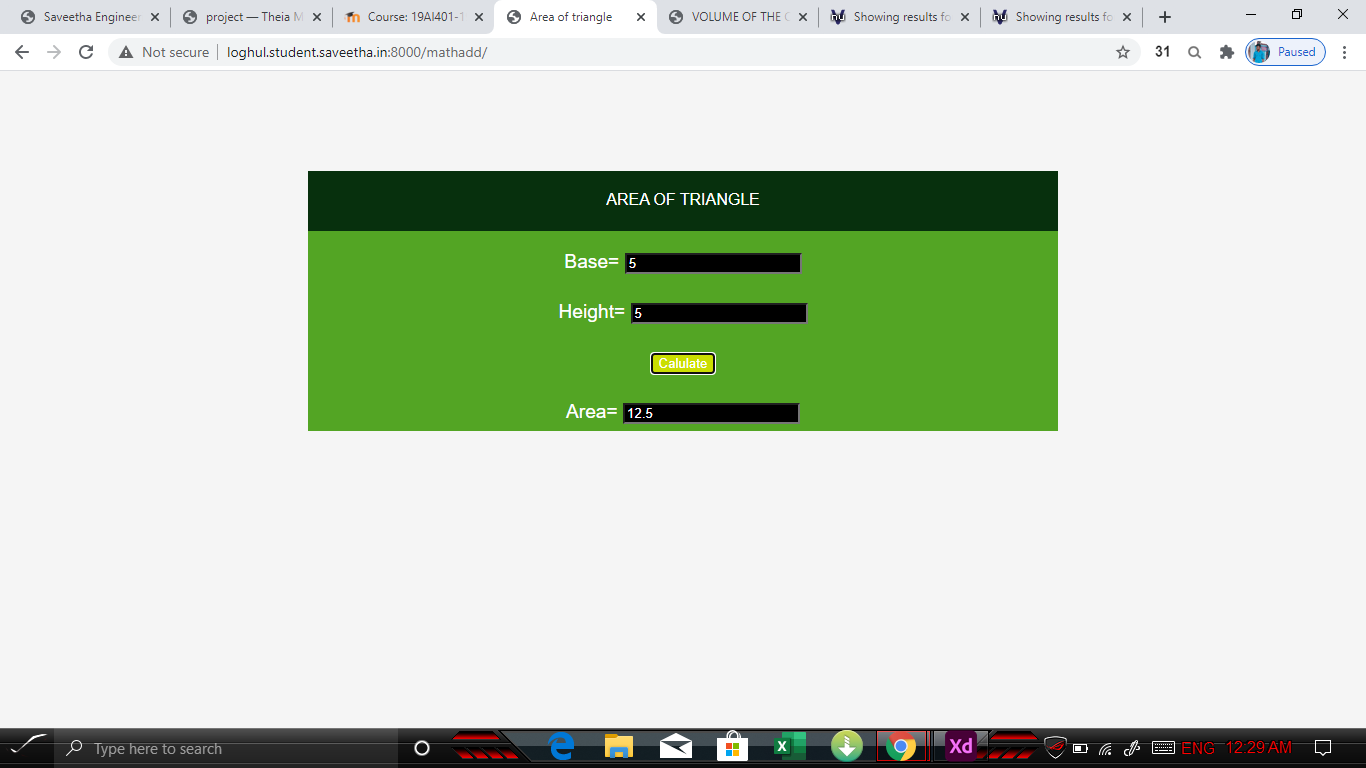 Saveetha Engineer
project — Theia M
Course: 19AI401-1
Area of triangle
VOLUME OF THE C
Showing results fo
Showing results fo
Not secure
loghul.student.saveetha.in:8000/mathadd/
31
Paused
AREA OF TRIANGLE
Base= 5
Height= 5
Calulate
Area= 12.5
Type here to search
Xd
ENG 12:29 AM